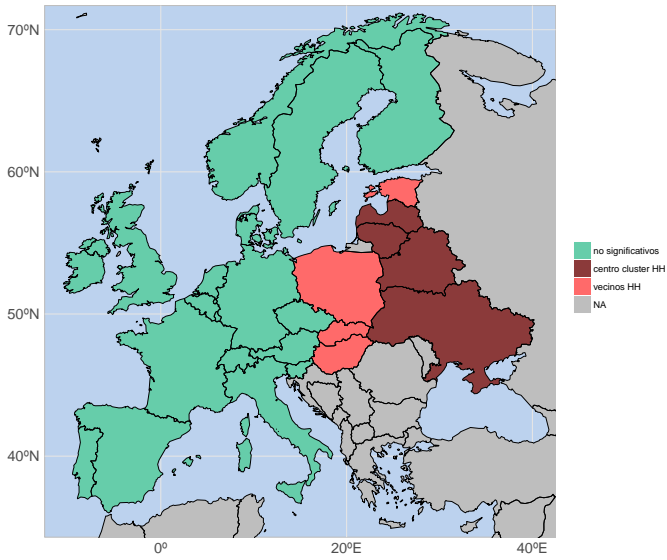 70ºN
60ºN
50ºN
40ºN
0º
20ºE
40ºE
no significativos
centro cluster HH
vecinos HH
NA